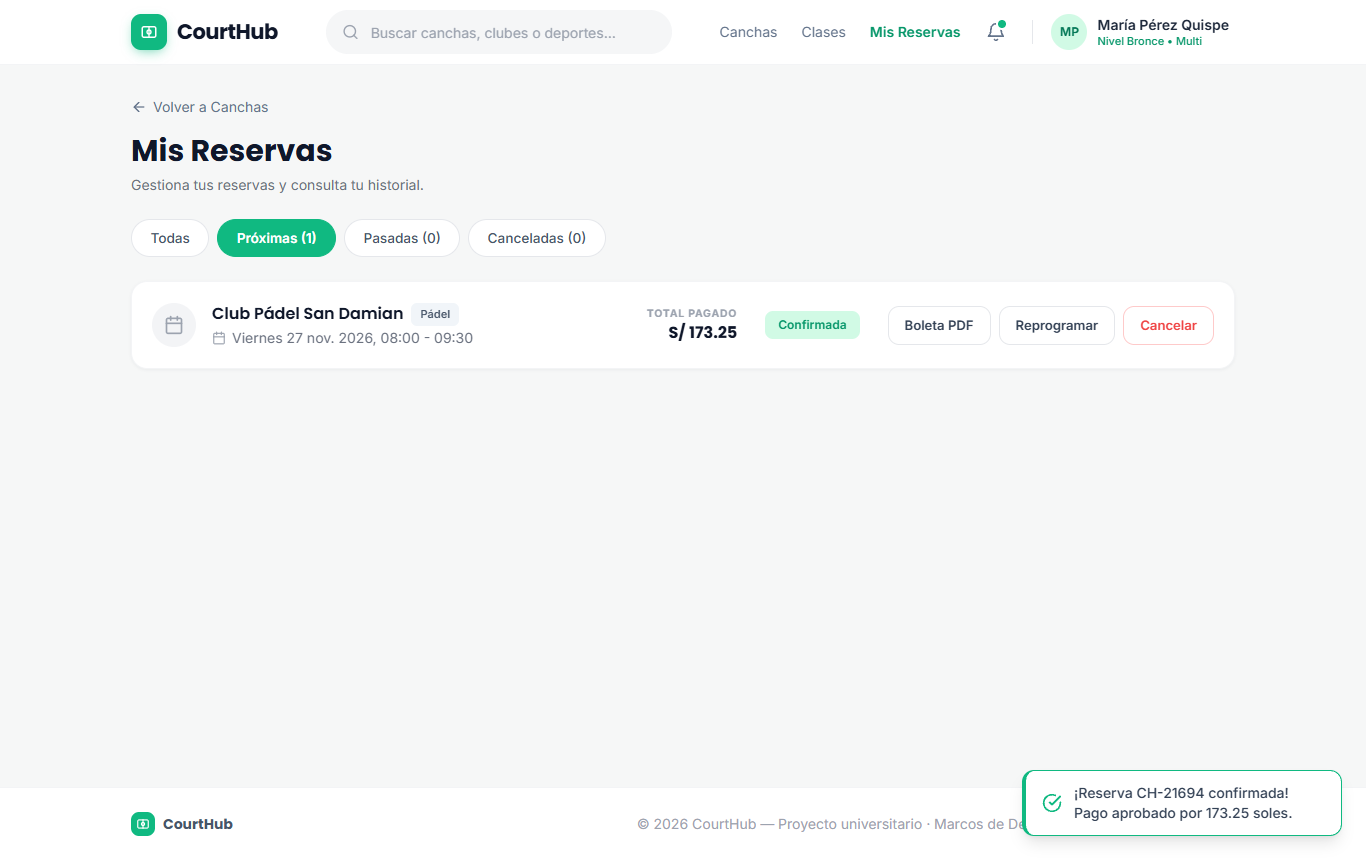 CourtHub
Buscar canchas, clubes o deportes...
Canchas
Clases
Mis Reservas
MP
María Pérez Quispe
Nivel Bronce • Multi
Volver a Canchas
Mis Reservas
Gestiona tus reservas y consulta tu historial.
Todas
Próximas (1)
Pasadas (0)
Canceladas (0)
Club Pádel San Damian
Pádel
Viernes 27 nov. 2026, 08:00 - 09:30
TOTAL PAGADO
S/ 173.25
Confirmada
Boleta PDF
Reprogramar
Cancelar
¡Reserva CH-21694 confirmada!
Pago aprobado por 173.25 soles.
CourtHub
© 2026 CourtHub — Proyecto universitario · Marcos de